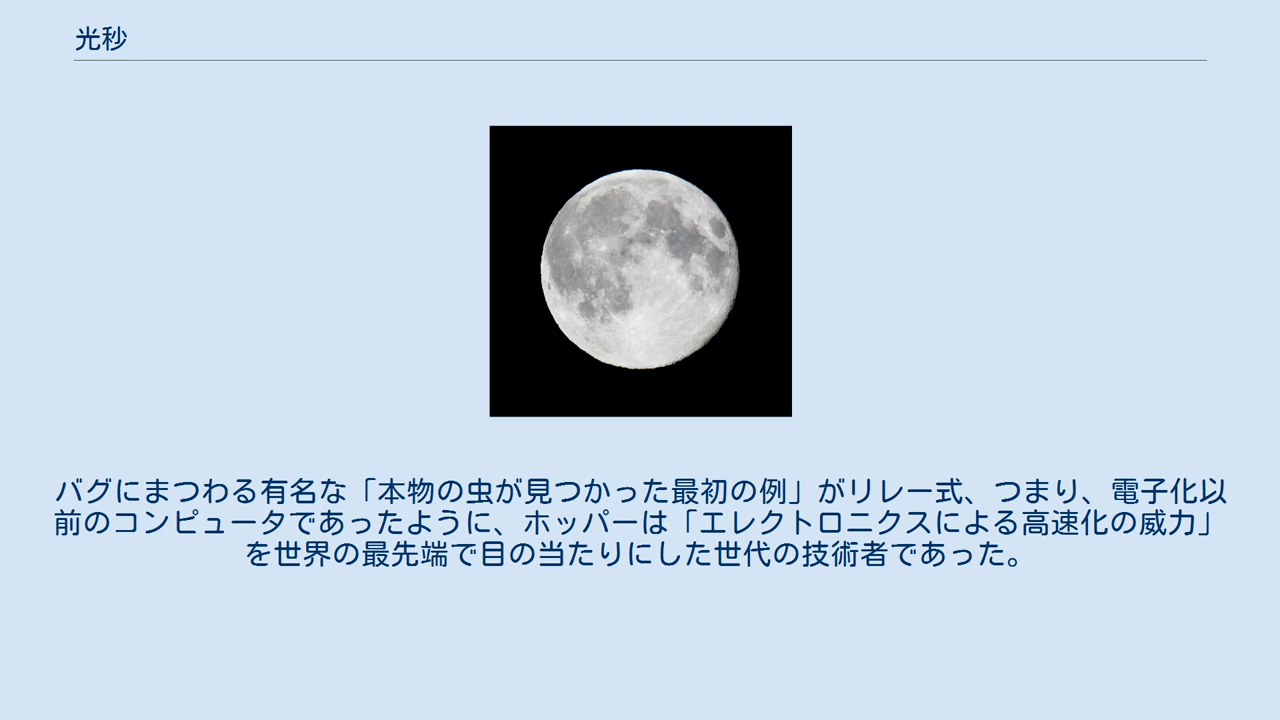 光秒
バグにまつわる有名な「本物の虫が見つかった最初の例」がリレー式、つまり、電子化以
前のコンピュータであったように、ホッパーは「エレクトロニクスによる高速化の威力」
を世界の最先端で目の当たりにした世代の技術者であった。